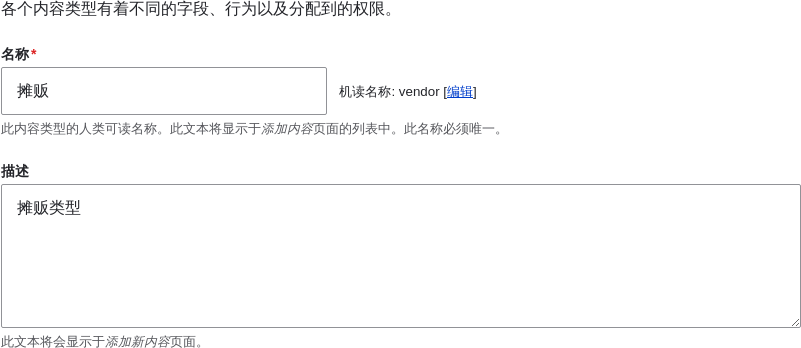 各个内容类型有着不同的字段、行为以及分配到的权限。
名称*
摊贩
机读名称: vendor [编辑]
此内容类型的人类可读名称。此文本将显示于添加内容页面的列表中。此名称必须唯一。
描述
摊贩类型
此文本将会显示于添加新内容页面。